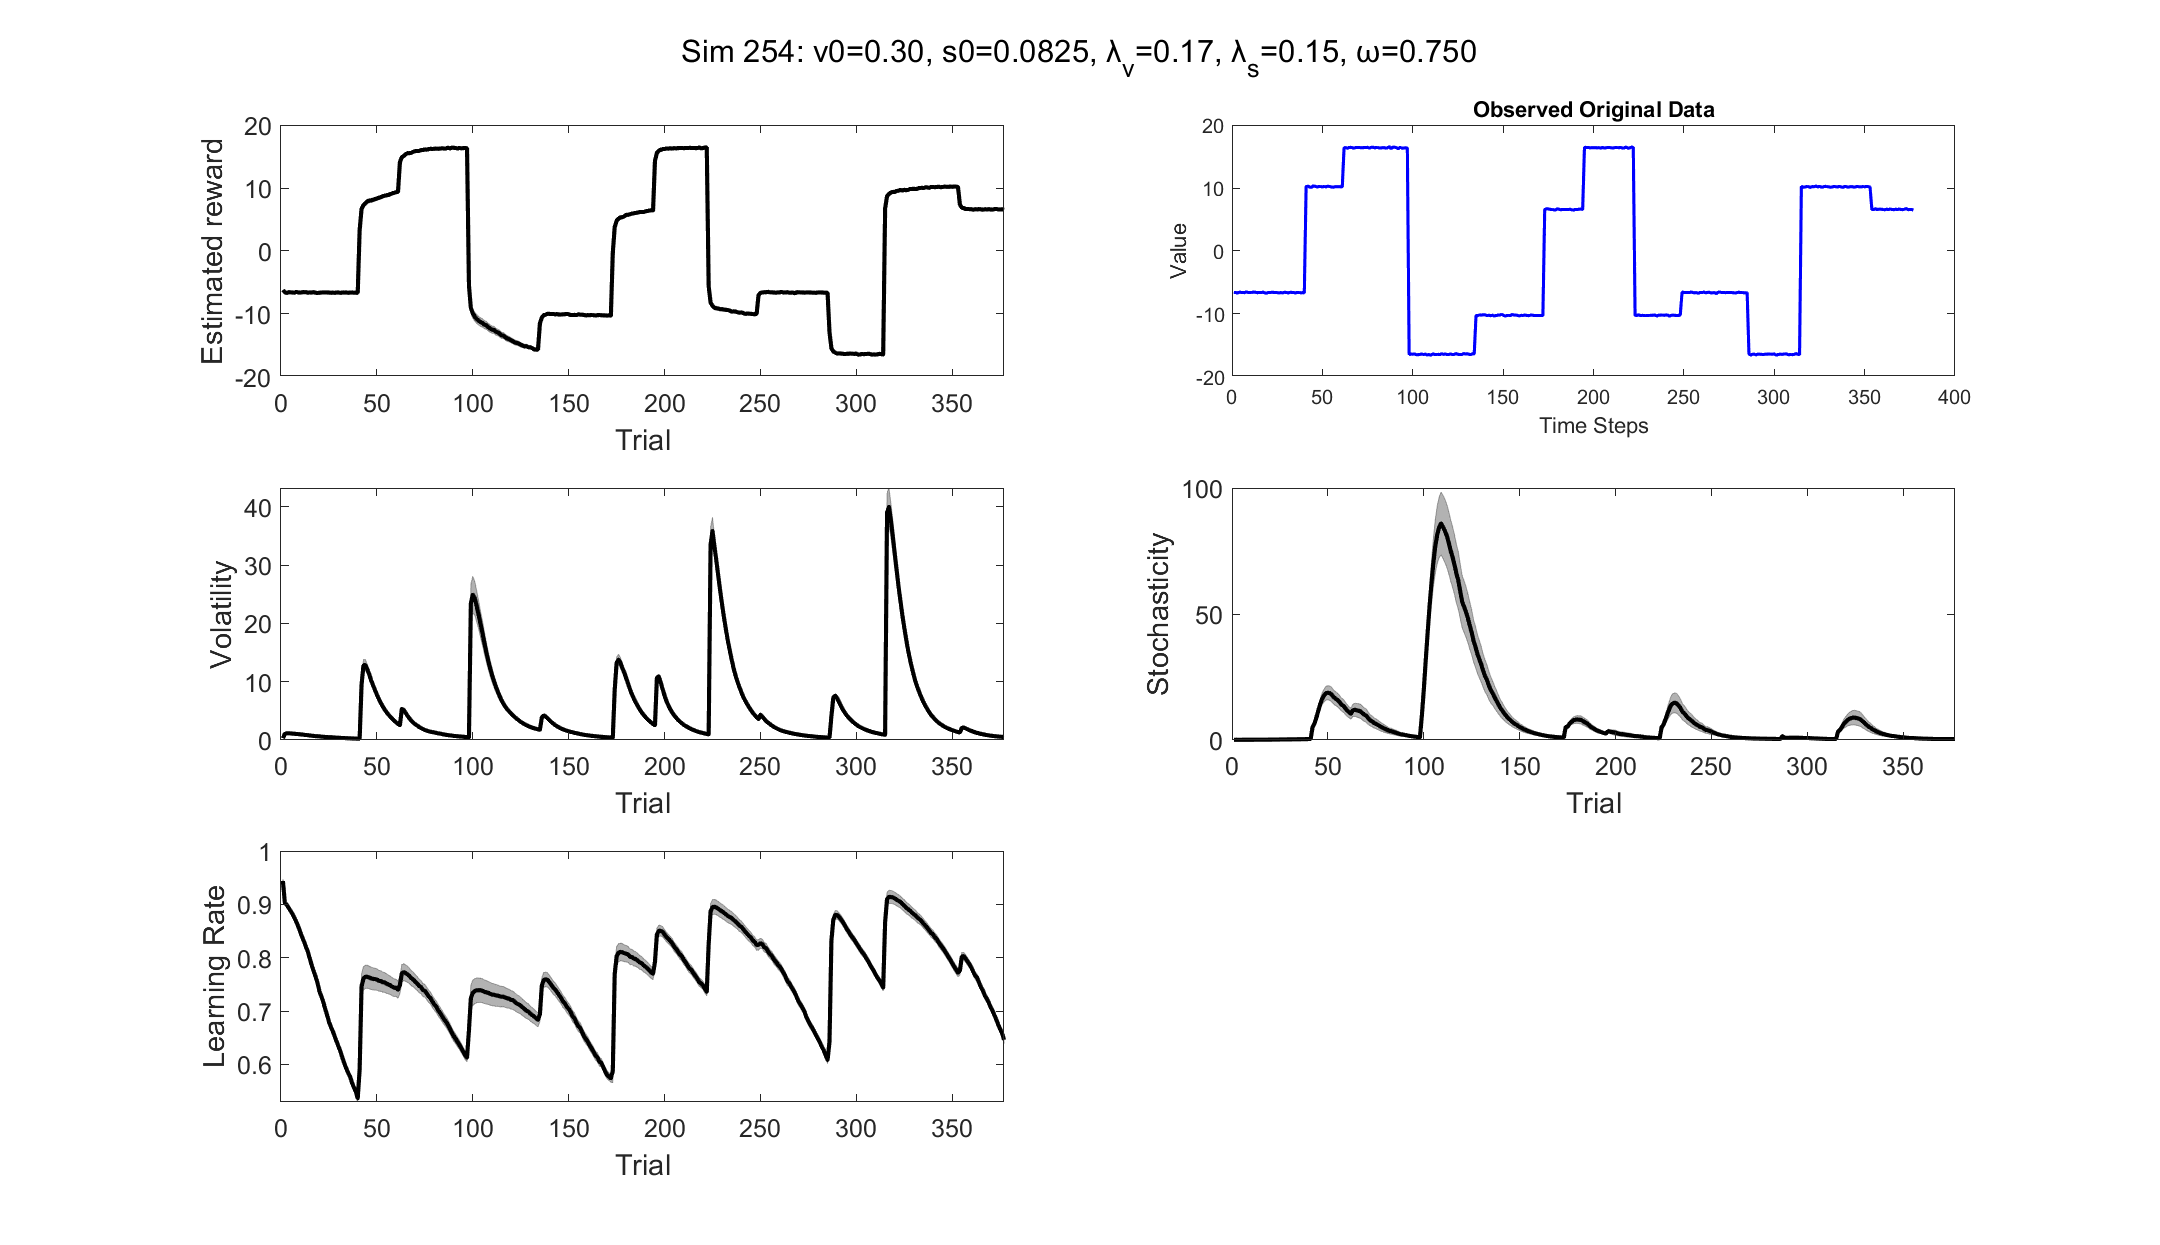 Sim 254: v0=0.30, s0=0.0825, λv=0.17, λs=0.15, ω=0.750
Estimated reward
20
10
0
-10
-20
0 50 100 150 200 250 300 350
Trial
Observed Original Data
Value
20
10
0
-10
-20
0 50 100 150 200 250 300 350 400
Time Steps
Volatility
40
30
20
10
0
0 50 100 150 200 250 300 350
Trial
Stochasticity
100
50
0
0 50 100 150 200 250 300 350
Trial
Learning Rate
1
0.9
0.8
0.7
0.6
0 50 100 150 200 250 300 350
Trial